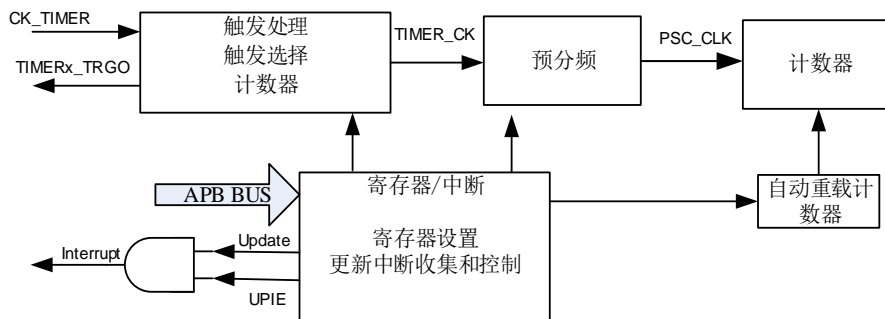 CK_TIMER
TIMERx_TRGO
触发处理
触发选择
计数器
TIMER_CK
预分频
PSC_CLK
计数器
APB BUS
寄存器/中断
寄存器设置
更新中断收集和控制
自动重载计
数器
Interrupt
Update
UPIE